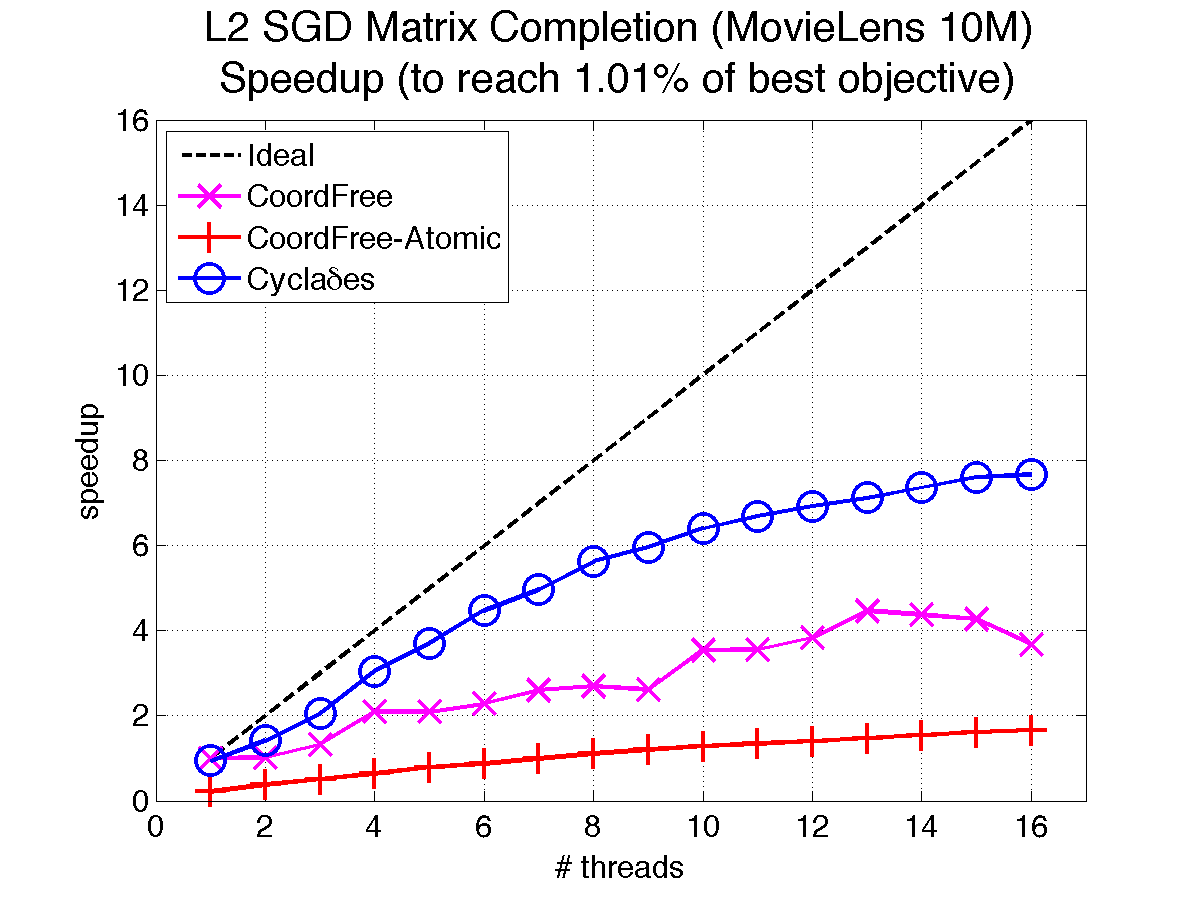 L2 SGD Matrix Completion (MovieLens 10M)
Speedup (to reach 1.01% of best objective)
Ideal
CoordFree
CoordFree-Atomic
Cyclaδes
16
14
12
10
8
6
4
2
0
speedup
0 2 4 6 8 10 12 14 16
# threads